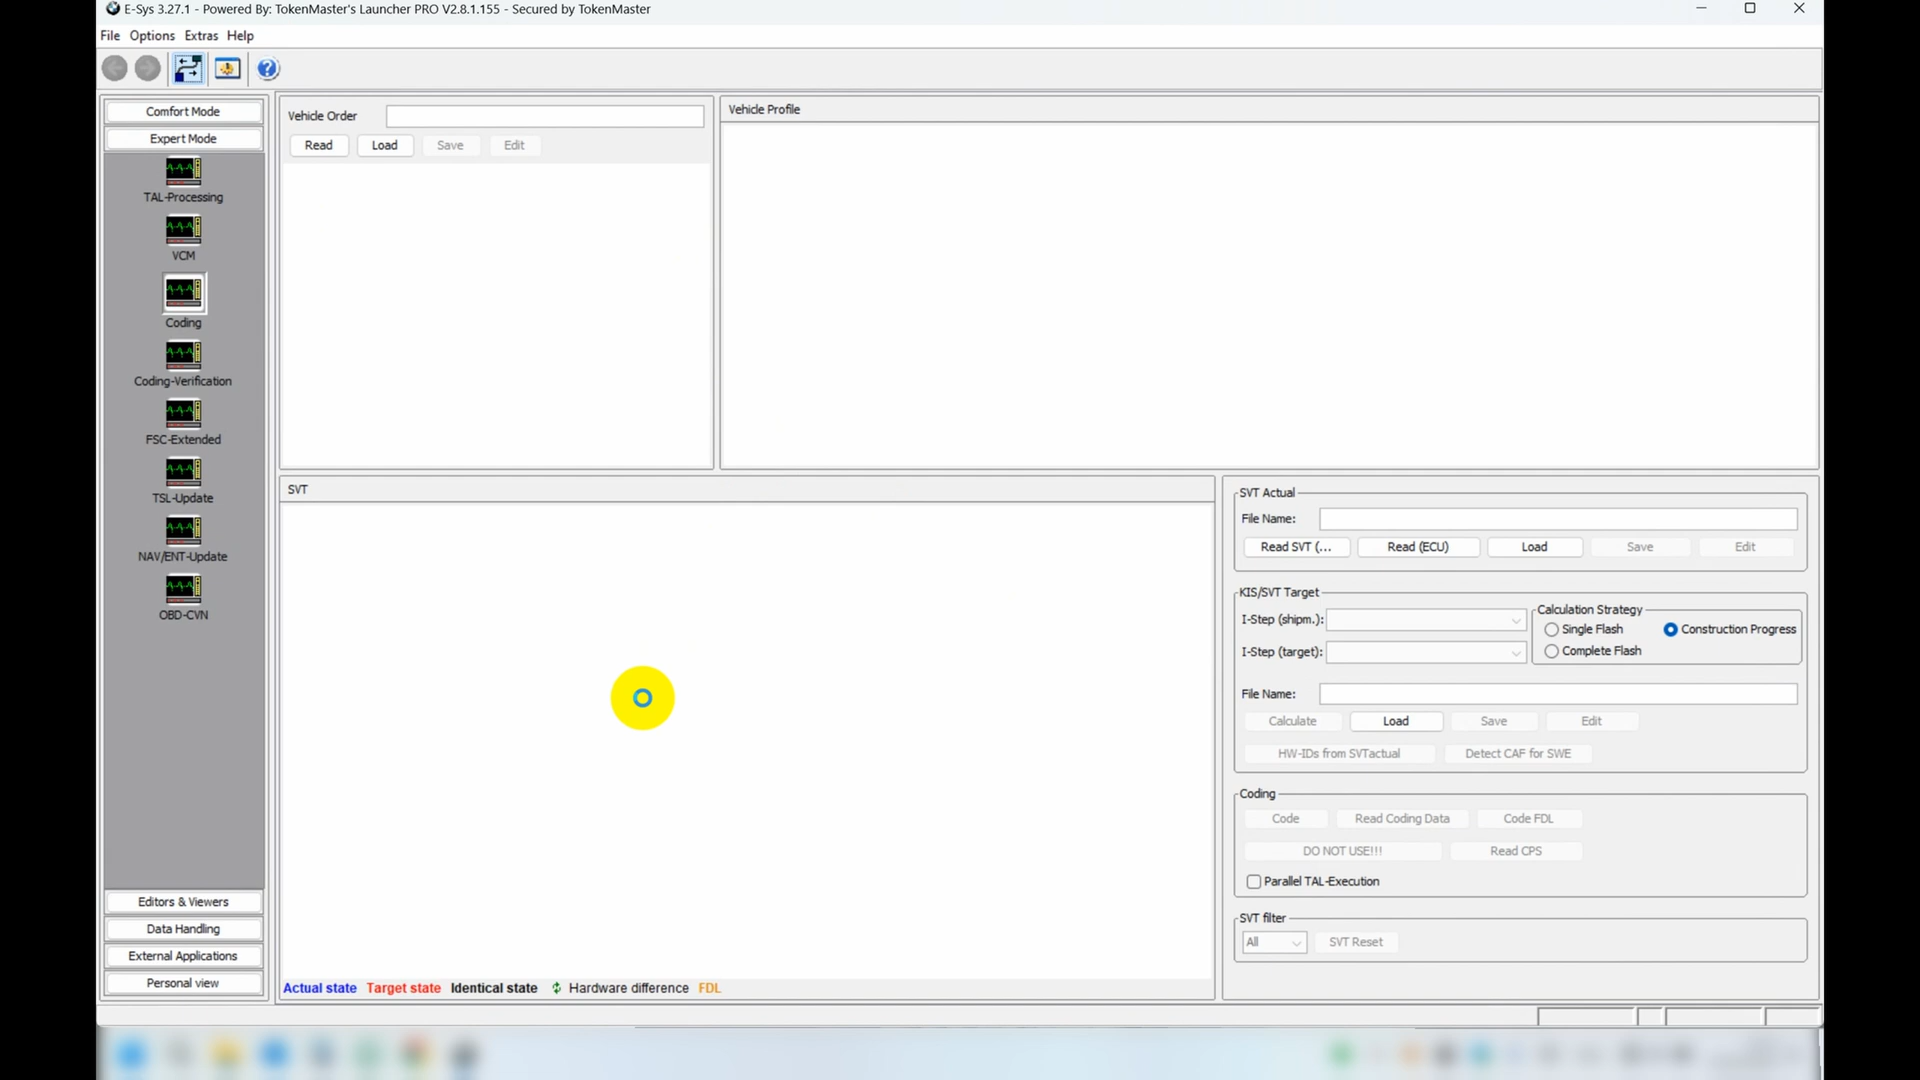 E-Sys 3.27.1 - Powered By: TokenMaster's Launcher PRO V2.8.1.155 - Secured by TokenMaster
File Options Extras Help
Comfort Mode
Expert Mode
TAL-Processing
VCM
Coding
Coding-Verification
FSC-Extended
TSL-Update
NAV/ENT-Update
OBD-CVN
Editors & Viewers
Data Handling
External Applications
Personal view
Vehicle Order
Read Load Save Edit
Vehicle Profile
SVT
Actual state Target state Identical state Hardware difference FDL
SVT Actual
File Name:
Read SVT (... Read (ECU) Load Save Edit
KIS/SVT Target
I-Step (shipm.):
I-Step (target):
Calculation Strategy
Single Flash Construction Progress
Complete Flash
File Name:
Calculate Load Save Edit
HW-IDs from SVTactual Detect CAF for SWE
Coding
Code Read Coding Data Code FDL
DO NOT USE!!! Read CPS
Parallel TAL-Execution
SVT filter
All SVT Reset